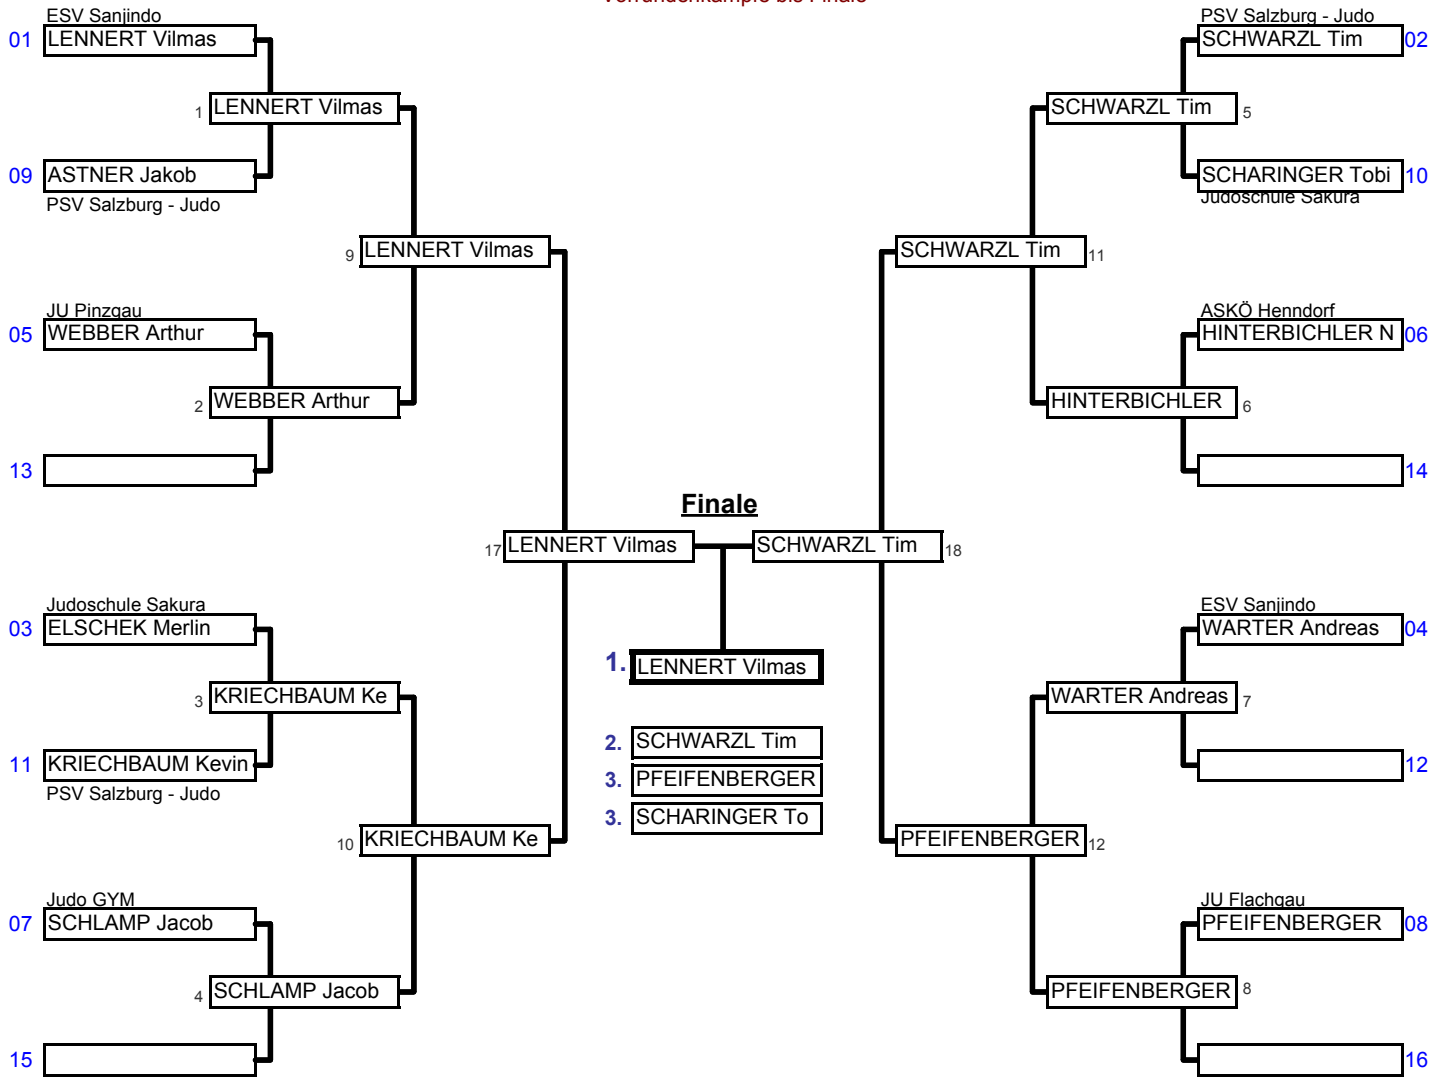 Vorrundenkämpfe bis Finale
ESV Sanjindo
01 LENNERT Vilmas
1 LENNERT Vilmas
09 ASTNER Jakob
PSV Salzburg - Judo
9 LENNERT Vilmas
JU Pinzgau
05 WEBBER Arthur
2 WEBBER Arthur
13
17 LENNERT Vilmas
Judoschule Sakura
03 ELSCHEK Merlin
3 KRIECHBAUM Ke
11 KRIECHBAUM Kevin
PSV Salzburg - Judo
10 KRIECHBAUM Ke
Judo GYM
07 SCHLAMP Jacob
4 SCHLAMP Jacob
15
Finale
1. LENNERT Vilmas
2. SCHWARZL Tim
3. PFEIFENBERGER
3. SCHARINGER To
PSV Salzburg - Judo
SCHWARZL Tim 02
SCHWARZL Tim 5
SCHARINGER Tobi 10
Judoschule Sakura
SCHWARZL Tim 11
ASKÖ Henndorf
HINTERBICHLER N 06
HINTERBICHLER 6
14
SCHWARZL Tim 18
ESV Sanjindo
WARTER Andreas 04
WARTER Andreas 7
12
PFEIFENBERGER 12
JU Flachgau
PFEIFENBERGER 08
PFEIFENBERGER 8
16